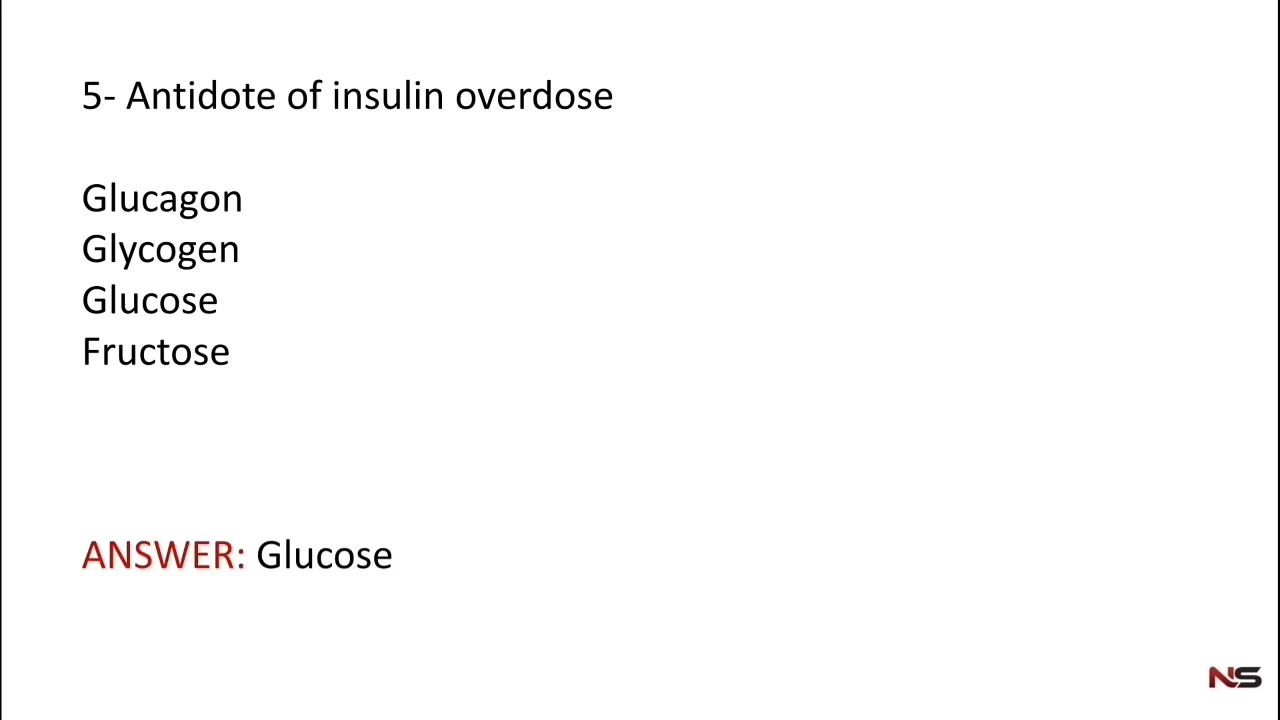 5- Antidote of insulin overdose
Glucagon
Glycogen
Glucose
Fructose
ANSWER: Glucose
NS